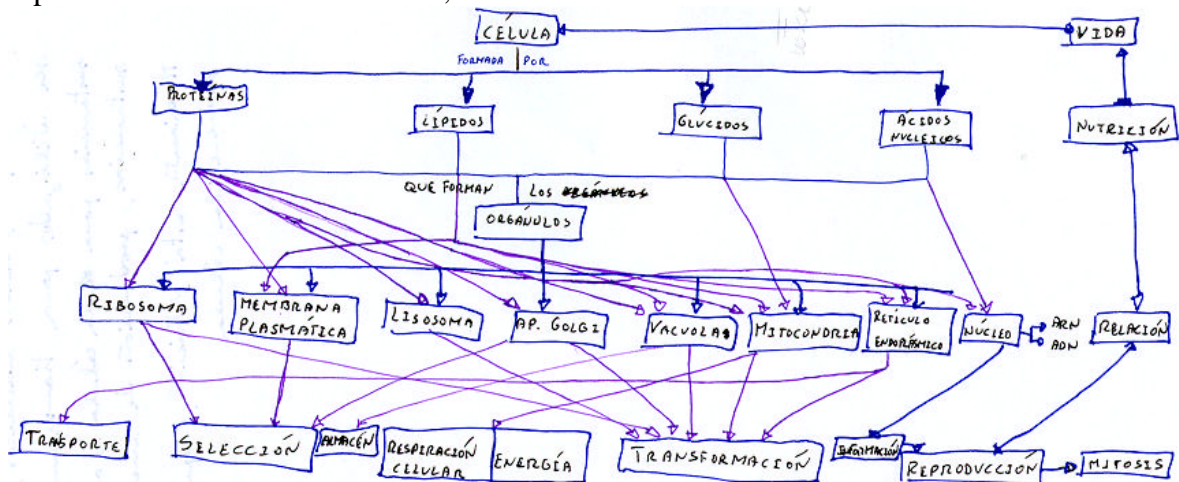 CÉLULA
VIDA
FORMADA POR
PROTEÍNAS
LÍPIDOS
GLÚCIDOS
ÁCIDOS
NUCLEICOS
NUTRICIÓN
QUE FORMAN LOS
ORGÁNULOS
RIBOSOMA
MEMBRANA
PLASMÁTICA
LISOSOMA
AP. GOLGI
VACUOLAS
MITOCONDRIA
RETÍCULO
ENDOPLÁSMICO
NÚCLEO
ARN
ADN
RELACIÓN
TRANSPORTE
SELECCIÓN
ALMACÉN
RESPIRACIÓN
CELULAR
ENERGÍA
TRANSFORMACIÓN
INFORMACIÓN
REPRODUCCIÓN
MITOSIS